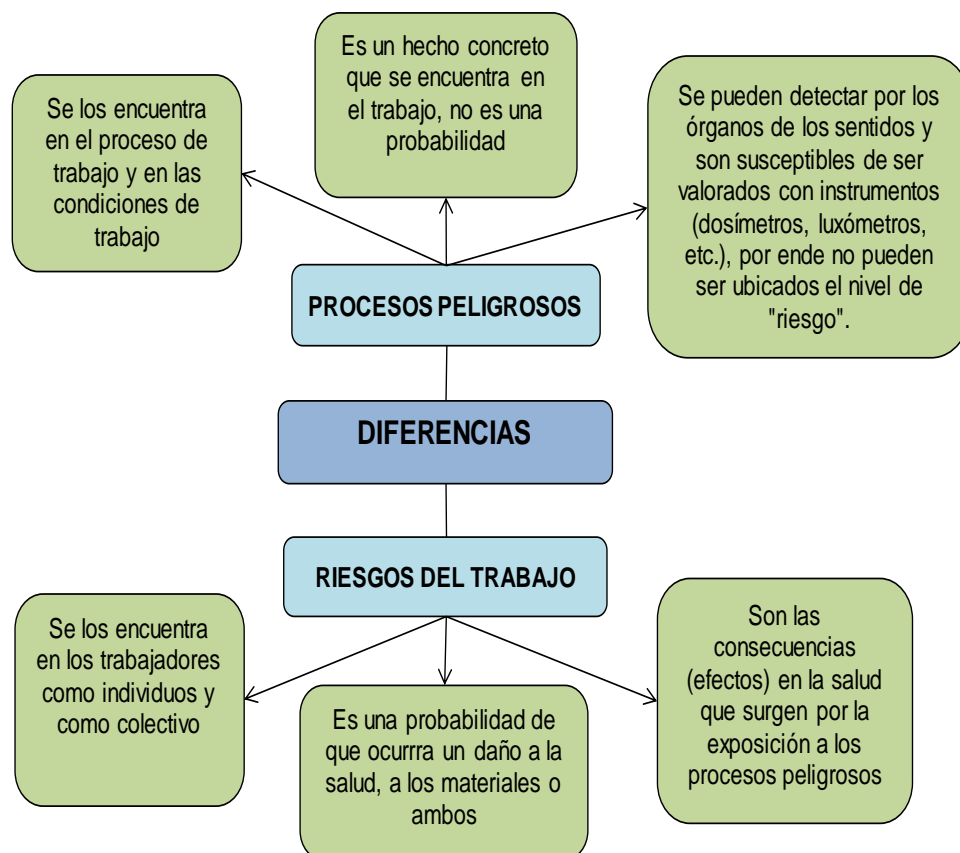 Es un hecho concreto
que se encuentra en
el trabajo, no es una
probabilidad
Se los encuentra
en el proceso de
trabajo y en las
condiciones de
trabajo
Se pueden detectar por los
órganos de los sentidos y
son susceptibles de ser
valorados con instrumentos
(dosímetros, luxómetros,
etc.), por ende no pueden
ser ubicados el nivel de
"riesgo".
PROCESOS PELIGROSOS
DIFERENCIAS
RIESGOS DEL TRABAJO
Se los encuentra
en los trabajadores
como individuos y
como colectivo
Es una probabilidad de
que ocurrra un daño a la
salud, a los materiales o
ambos
Son las
consecuencias
(efectos) en la salud
que surgen por la
exposición a los
procesos peligrosos